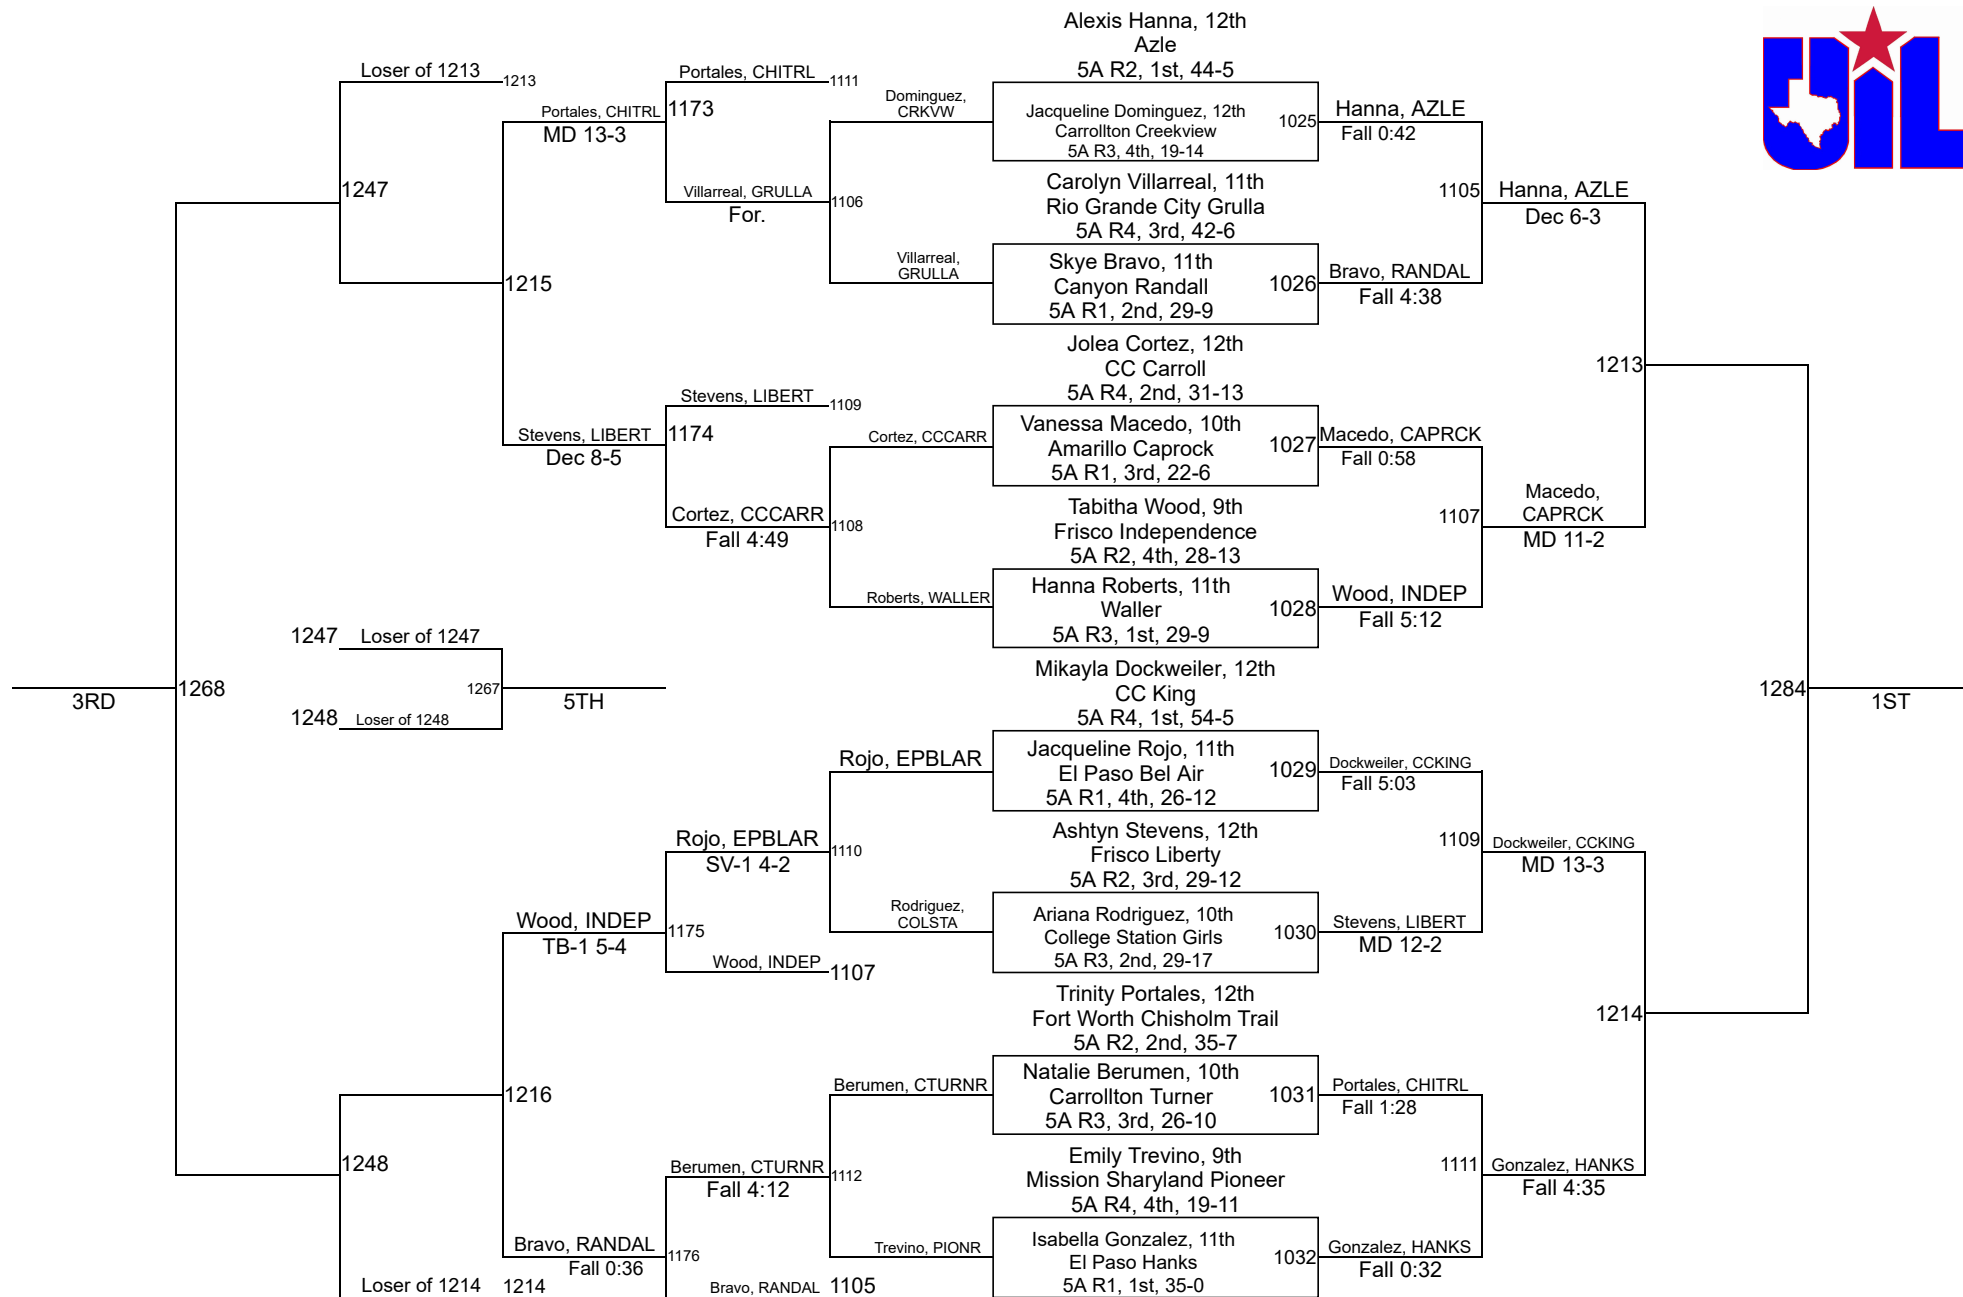 Alexis Hanna, 12th
Azle
5A R2, 1st, 44-5
UIL
Loser of 1213
1213
Portales, CHITRL
1111
Portales, CHITRL
MD 13-3
1173
Dominguez,
CRKVW
Jacqueline Dominguez, 12th
Carrollton Creekview
5A R3, 4th, 19-14
1025
Hanna, AZLE
Fall 0:42
1247
Villarreal, GRULLA
For.
1106
Carolyn Villarreal, 11th
Rio Grande City Grulla
5A R4, 3rd, 42-6
1105
Hanna, AZLE
Dec 6-3
1215
Villarreal,
GRULLA
Skye Bravo, 11th
Canyon Randall
5A R1, 2nd, 29-9
1026
Bravo, RANDAL
Fall 4:38
Jolea Cortez, 12th
CC Carroll
5A R4, 2nd, 31-13
1213
Stevens, LIBERT
1109
Stevens, LIBERT
Dec 8-5
1174
Cortez, CCCARR
Vanessa Macedo, 10th
Amarillo Caprock
5A R1, 3rd, 22-6
1027
Macedo, CAPRCK
Fall 0:58
Cortez, CCCARR
Fall 4:49
1108
Tabitha Wood, 9th
Frisco Independence
5A R2, 4th, 28-13
1107
Macedo,
CAPRCK
MD 11-2
Roberts, WALLER
Hanna Roberts, 11th
Waller
5A R3, 1st, 29-9
1028
Wood, INDEP
Fall 5:12
1247
Loser of 1247
3RD
1268
1267
5TH
1248
Loser of 1248
Mikayla Dockweiler, 12th
CC King
5A R4, 1st, 54-5
1284
1ST
Rojo, EPBLAR
Jacqueline Rojo, 11th
El Paso Bel Air
5A R1, 4th, 26-12
1029
Dockweiler, CCKING
Fall 5:03
Rojo, EPBLAR
SV-1 4-2
1110
Ashtyn Stevens, 12th
Frisco Liberty
5A R2, 3rd, 29-12
1109
Dockweiler, CCKING
MD 13-3
Wood, INDEP
TB-1 5-4
1175
Rodriguez,
COLSTA
Ariana Rodriguez, 10th
College Station Girls
5A R3, 2nd, 29-17
1030
Stevens, LIBERT
MD 12-2
Wood, INDEP
1107
Trinity Portales, 12th
Fort Worth Chisholm Trail
5A R2, 2nd, 35-7
1214
1216
Berumen, CTURNR
Natalie Berumen, 10th
Carrollton Turner
5A R3, 3rd, 26-10
1031
Portales, CHITRL
Fall 1:28
1248
Berumen, CTURNR
Fall 4:12
1112
Emily Trevino, 9th
Mission Sharyland Pioneer
5A R4, 4th, 19-11
1111
Gonzalez, HANKS
Fall 4:35
Bravo, RANDAL
Fall 0:36
1176
Trevino, PIONR
Isabella Gonzalez, 11th
El Paso Hanks
5A R1, 1st, 35-0
1032
Gonzalez, HANKS
Fall 0:32
Loser of 1214
1214
Bravo, RANDAL
1105